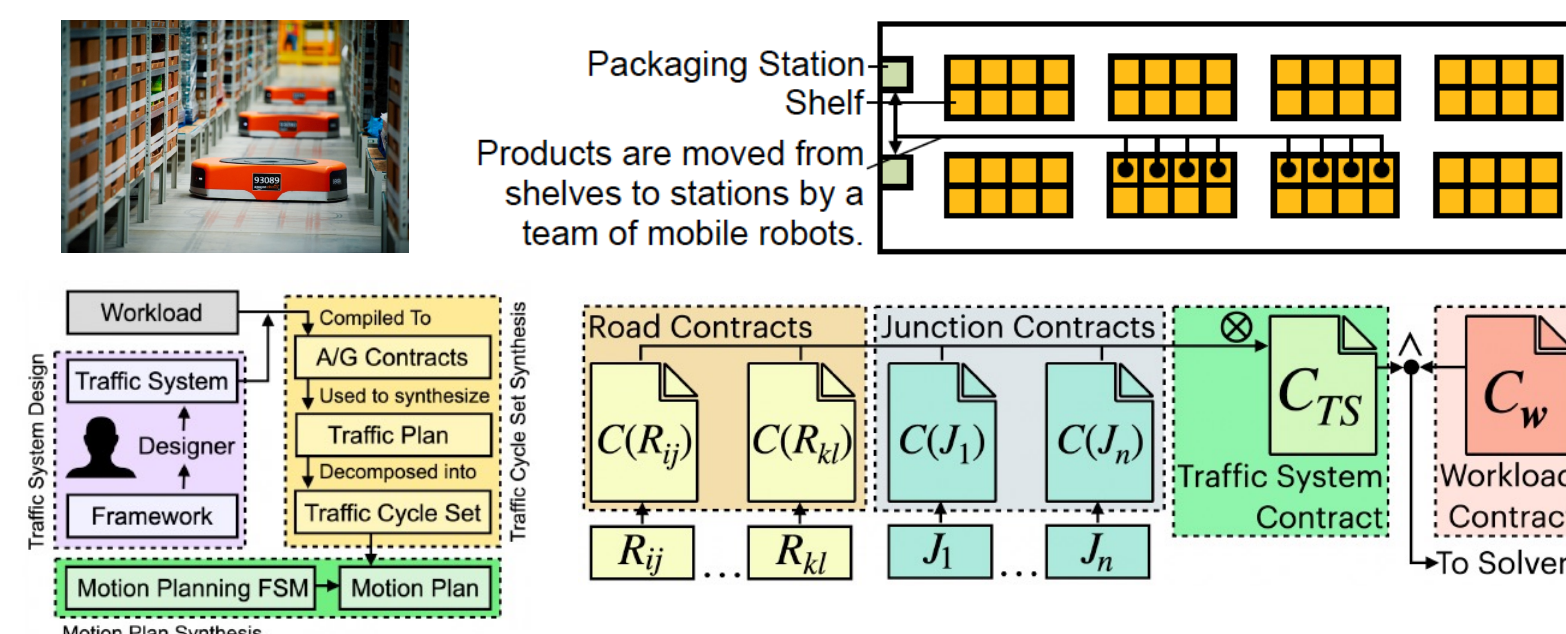 93089
Packaging Station
Shelf
Products are moved from
shelves to stations by a
team of mobile robots.
Traffic System Design
Workload
Traffic System
Designer
Framework
Compiled To
A/G Contracts
Used to synthesize
Traffic Plan
Decomposed into
Traffic Cycle Set
Traffic Cycle Set Synthesis
Motion Planning FSM
Motion Plan
Motion Plan Synthesis
Road Contracts
Junction Contracts
⊗
∧
C(R_ij)
C(R_kl)
C(J_1)
C(J_n)
C_TS
C_w
Traffic System
Contract
Workload
Contrac
R_ij
...
R_kl
J_1
...
J_n
To Solver